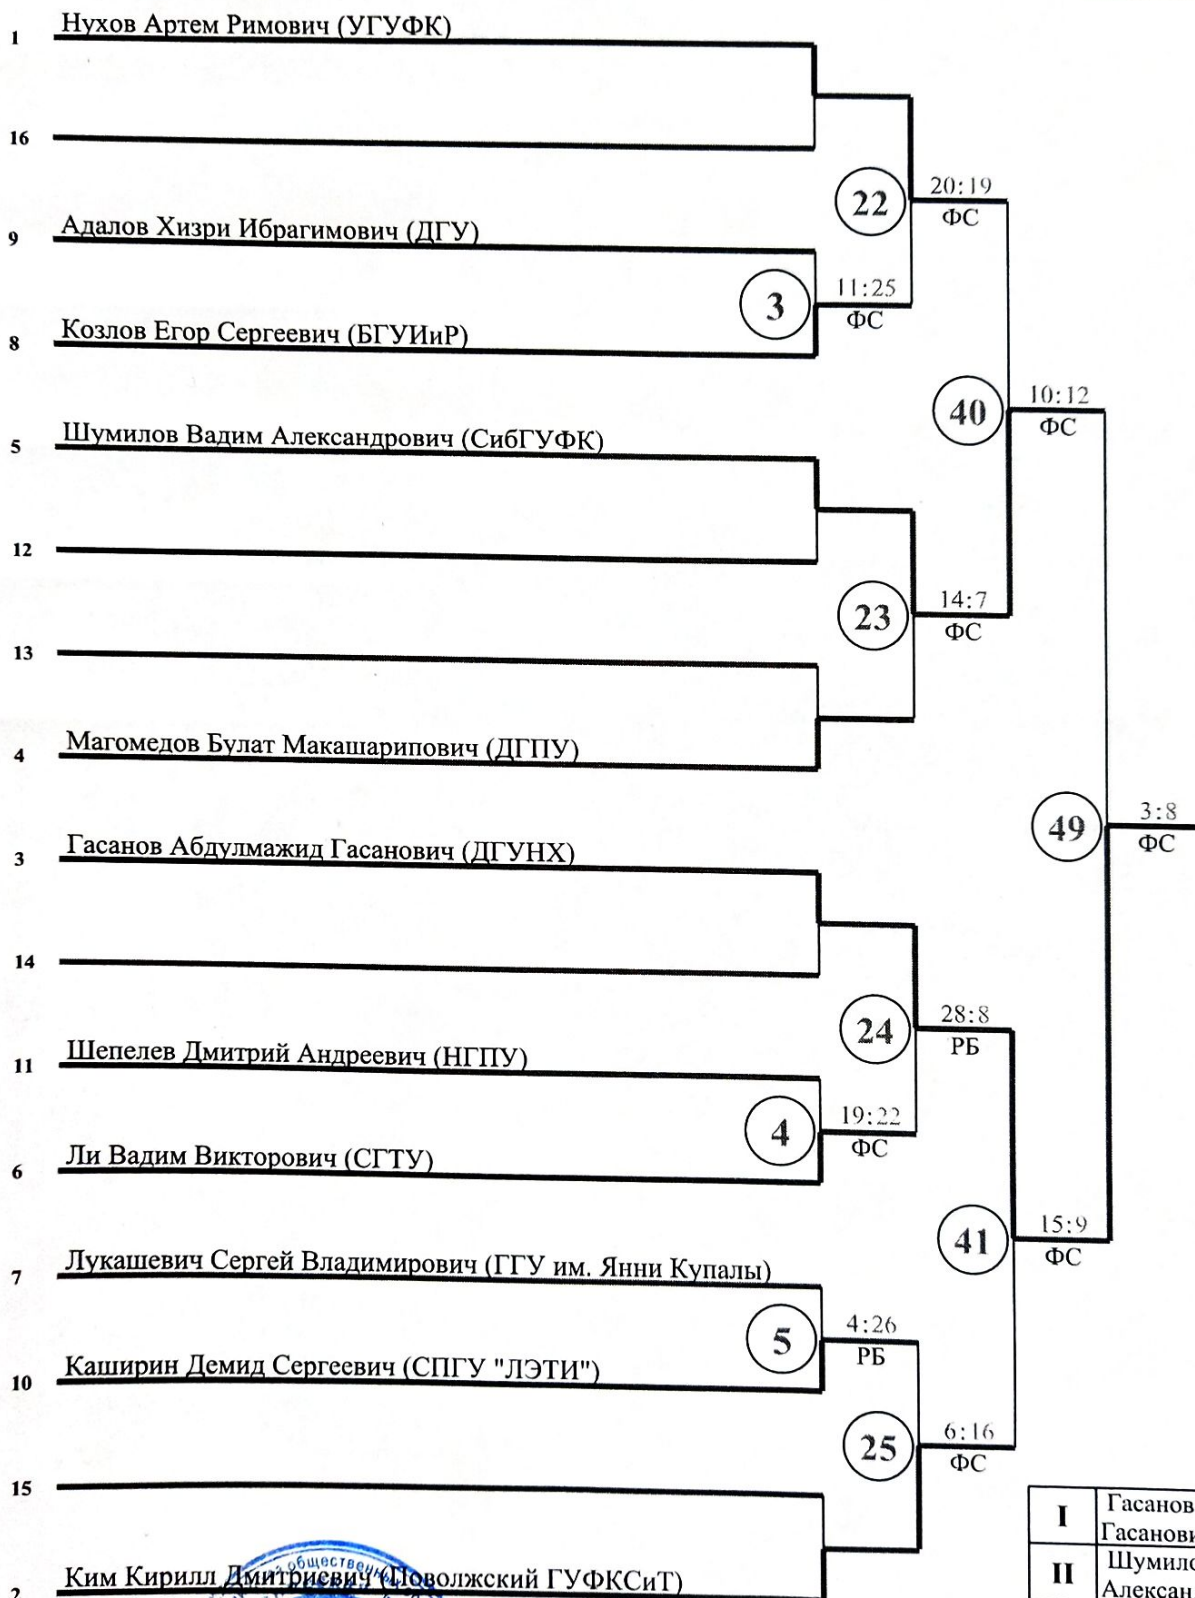 1 Нухов Артем Римович (УГУФК)
16
22 20:19
ФС
9 Адалов Хизри Ибрагимович (ДГУ)
3 11:25
ФС
8 Козлов Егор Сергеевич (БГУИиР)
40 10:12
ФС
5 Шумилов Вадим Александрович (СибГУФК)
12
23 14:7
ФС
13
4 Магомедов Булат Макашарипович (ДГПУ)
49 3:8
ФС
3 Гасанов Абдулмажид Гасанович (ДГУНХ)
14
24 28:8
РБ
11 Шепелев Дмитрий Андреевич (НГПУ)
4 19:22
ФС
6 Ли Вадим Викторович (СГТУ)
41 15:9
ФС
7 Лукашевич Сергей Владимирович (ГГУ им. Янни Купалы)
5 4:26
РБ
10 Каширин Демид Сергеевич (СПГУ "ЛЭТИ")
25 6:16
ФС
15
I Гасанов
Гасанови
II Шумило
Алексан
общественн
2 Ким Кирилл Дмитриевич (Поволжский ГУФКСиТ)